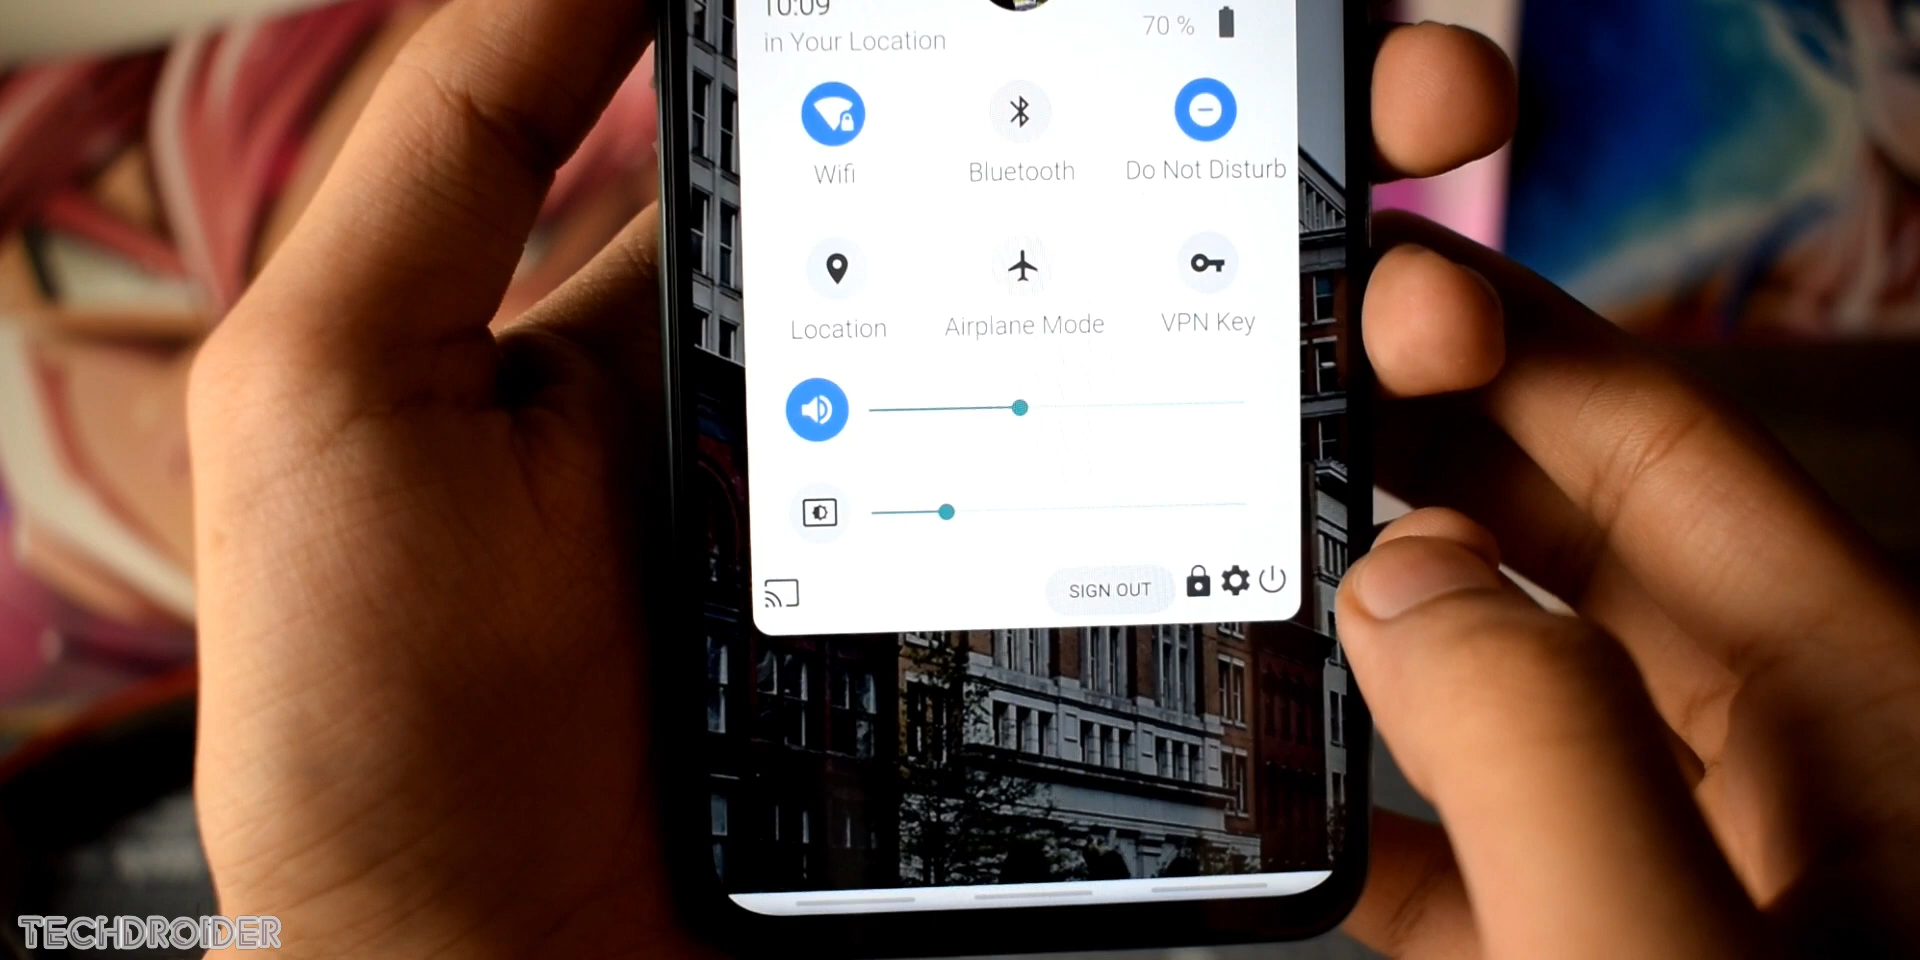 10:09
in Your Location
70 %
Wifi
Bluetooth
Do Not Disturb
Location
Airplane Mode
VPN Key
SIGN OUT
TECHDROIDER